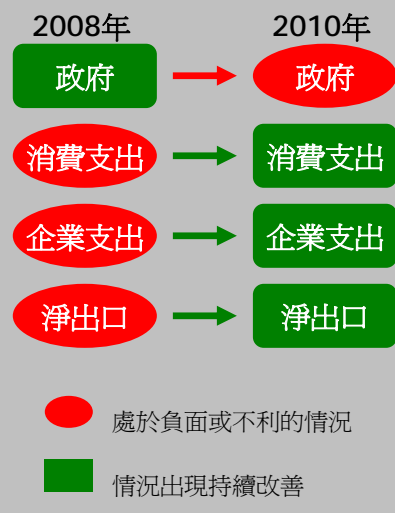 2008年 2010年
政府 政府
消費支出 消費支出
企業支出 企業支出
淨出口 淨出口
處於負面或不利的情況
情況出現持續改善